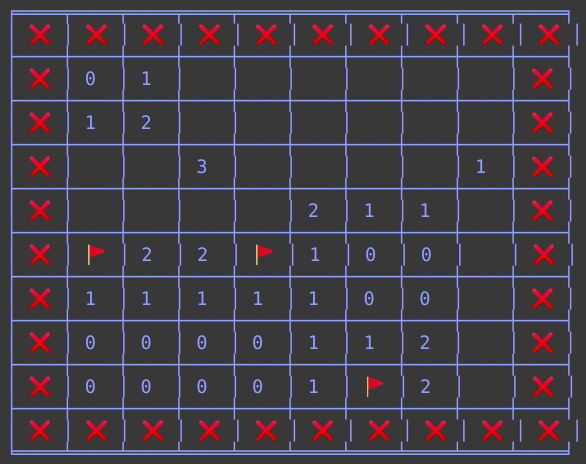 ❌ | ❌ | ❌ | ❌ | ❌ | ❌ | ❌ | ❌ | ❌ | ❌ |
❌ | 0 | 1 | | | | | | | ❌ |
❌ | 1 | 2 | | | | | | | ❌ |
❌ | | | 3 | | | | | 1 | ❌ |
❌ | | | | | 2 | 1 | 1 | | ❌ |
❌ | 🚩 | 2 | 2 | 🚩 | 1 | 0 | 0 | | ❌ |
❌ | 1 | 1 | 1 | 1 | 1 | 0 | 0 | | ❌ |
❌ | 0 | 0 | 0 | 0 | 1 | 1 | 2 | | ❌ |
❌ | 0 | 0 | 0 | 0 | 1 | 🚩 | 2 | | ❌ |
❌ | ❌ | ❌ | ❌ | ❌ | ❌ | ❌ | ❌ | ❌ | ❌ |